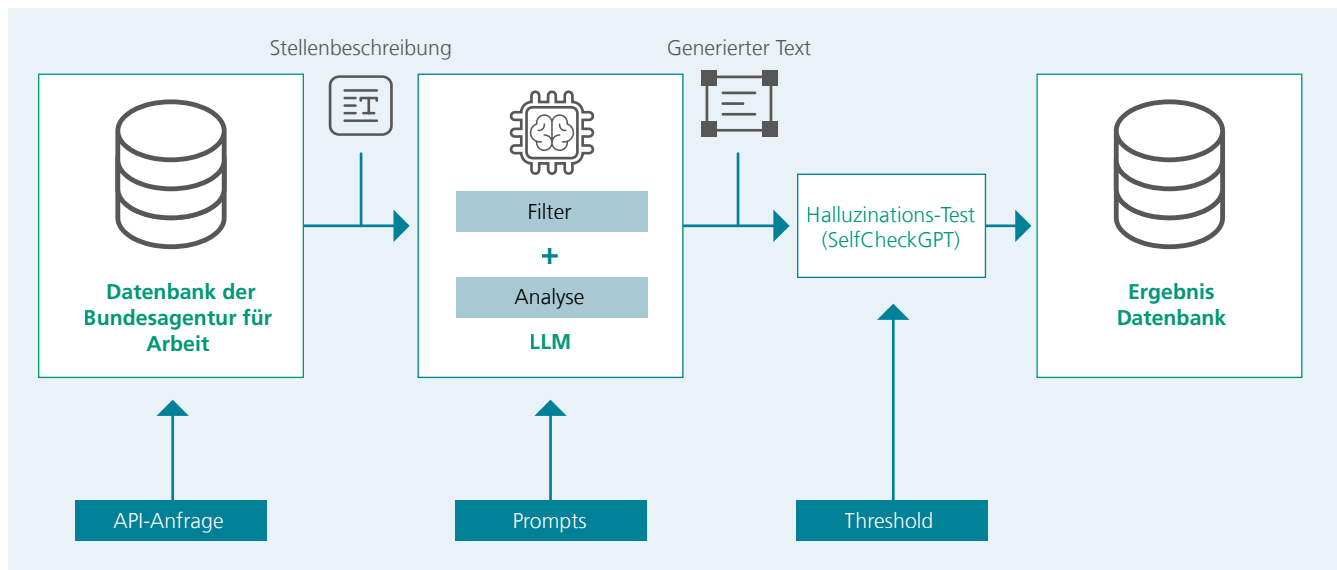 Stellenbeschreibung
Generierter Text
Datenbank der
Bundesagentur für
Arbeit
Filter
+
Analyse
LLM
Halluzinations-Test
(SelfCheckGPT)
Ergebnis
Datenbank
API-Anfrage
Prompts
Threshold